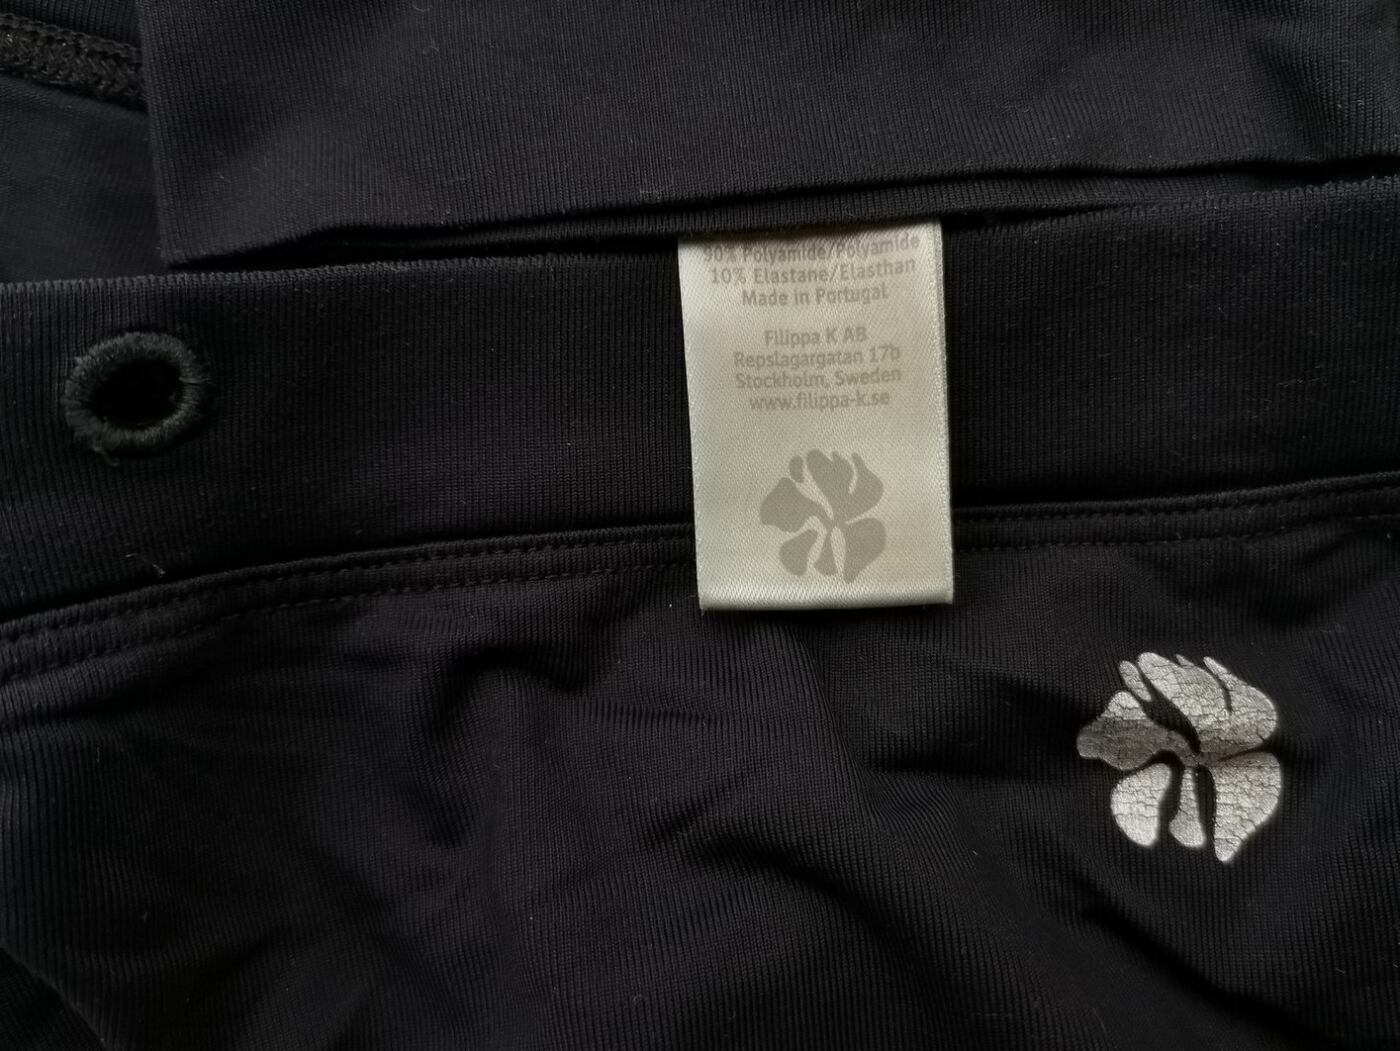 90% Polyamide/Polyamide
10% Elastane/Elasthan
Made in Portugal
Filippa K AB
Repslagargatan 17b
Stockholm, Sweden
www.filippa-k.se